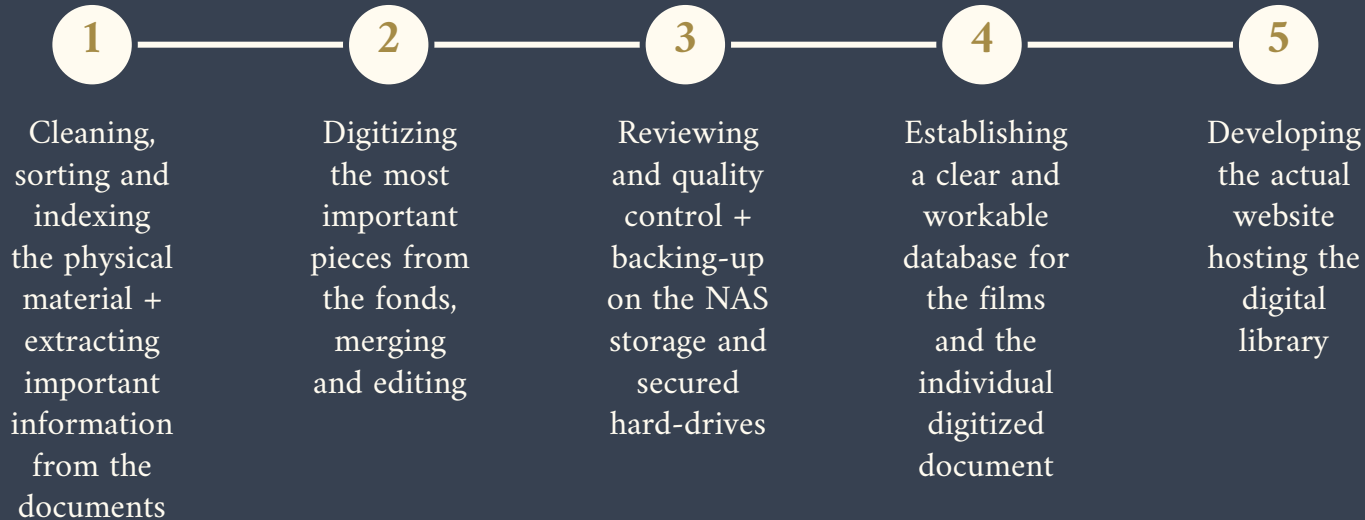 1
Cleaning,
sorting and
indexing
the physical
material +
extracting
important
information
from the
documents
2
Digitizing
the most
important
pieces from
the fonds,
merging
and editing
3
Reviewing
and quality
control +
backing-up
on the NAS
storage and
secured
hard-drives
4
Establishing
a clear and
workable
database for
the films
and the
individual
digitized
document
5
Developing
the actual
website
hosting the
digital
library